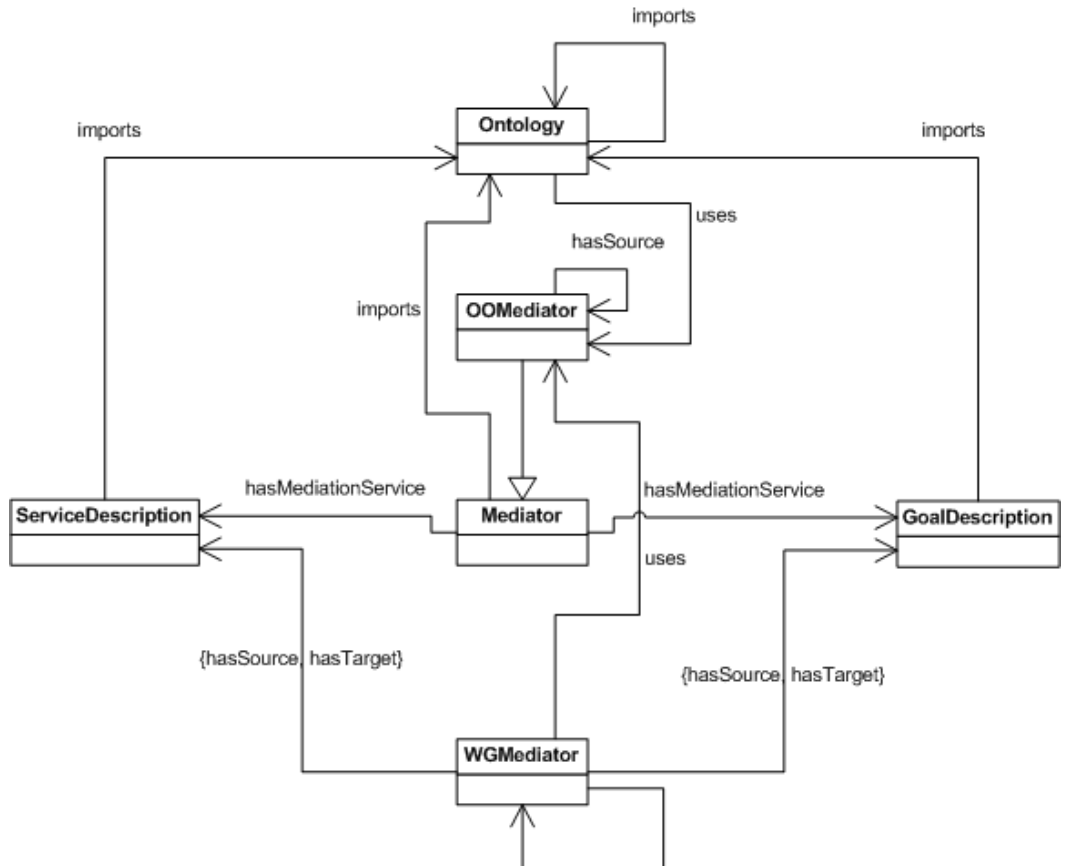 imports
Ontology
imports
imports
uses
hasSource
OOMediator
imports
hasMediationService
hasMediationService
ServiceDescription
Mediator
GoalDescription
uses
{hasSource, hasTarget}
{hasSource, hasTarget}
WGMediator